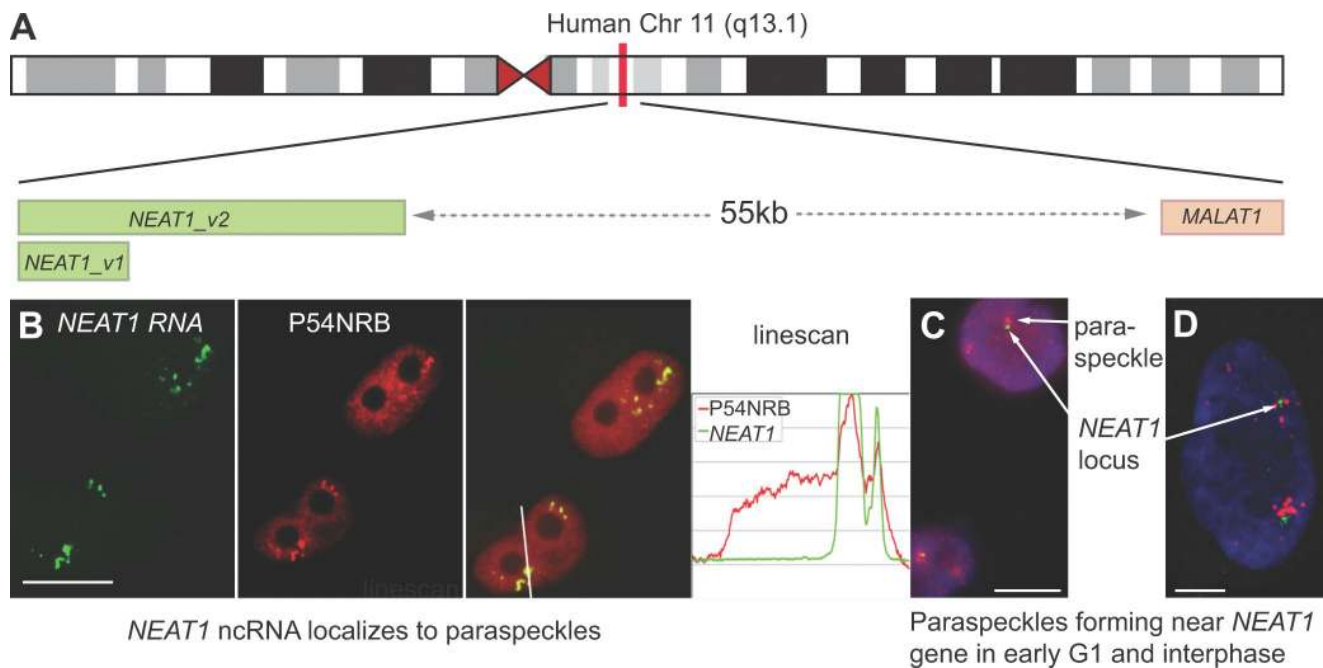 A
Human Chr 11 (q13.1)
NEAT1_v2
55kb
MALAT1
NEAT1_v1
B
NEAT1 RNA
P54NRB
linescan
linescan
P54NRB
NEAT1
C
para-
speckle
NEAT1
locus
D
NEAT1 ncRNA localizes to paraspeckles
Paraspeckles forming near NEAT1
gene in early G1 and interphase